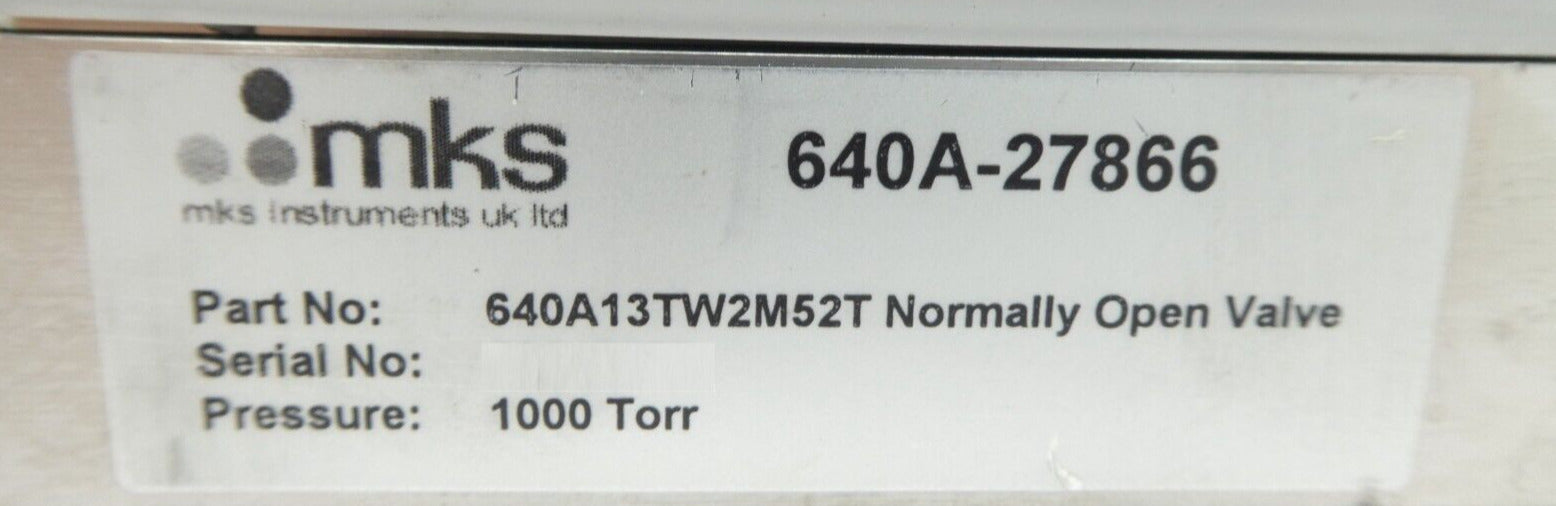 mks
640A-27866
mks instruments uk ltd
Part No: 640A13TW2M52T Normally Open Valve
Serial No:
Pressure: 1000 Torr